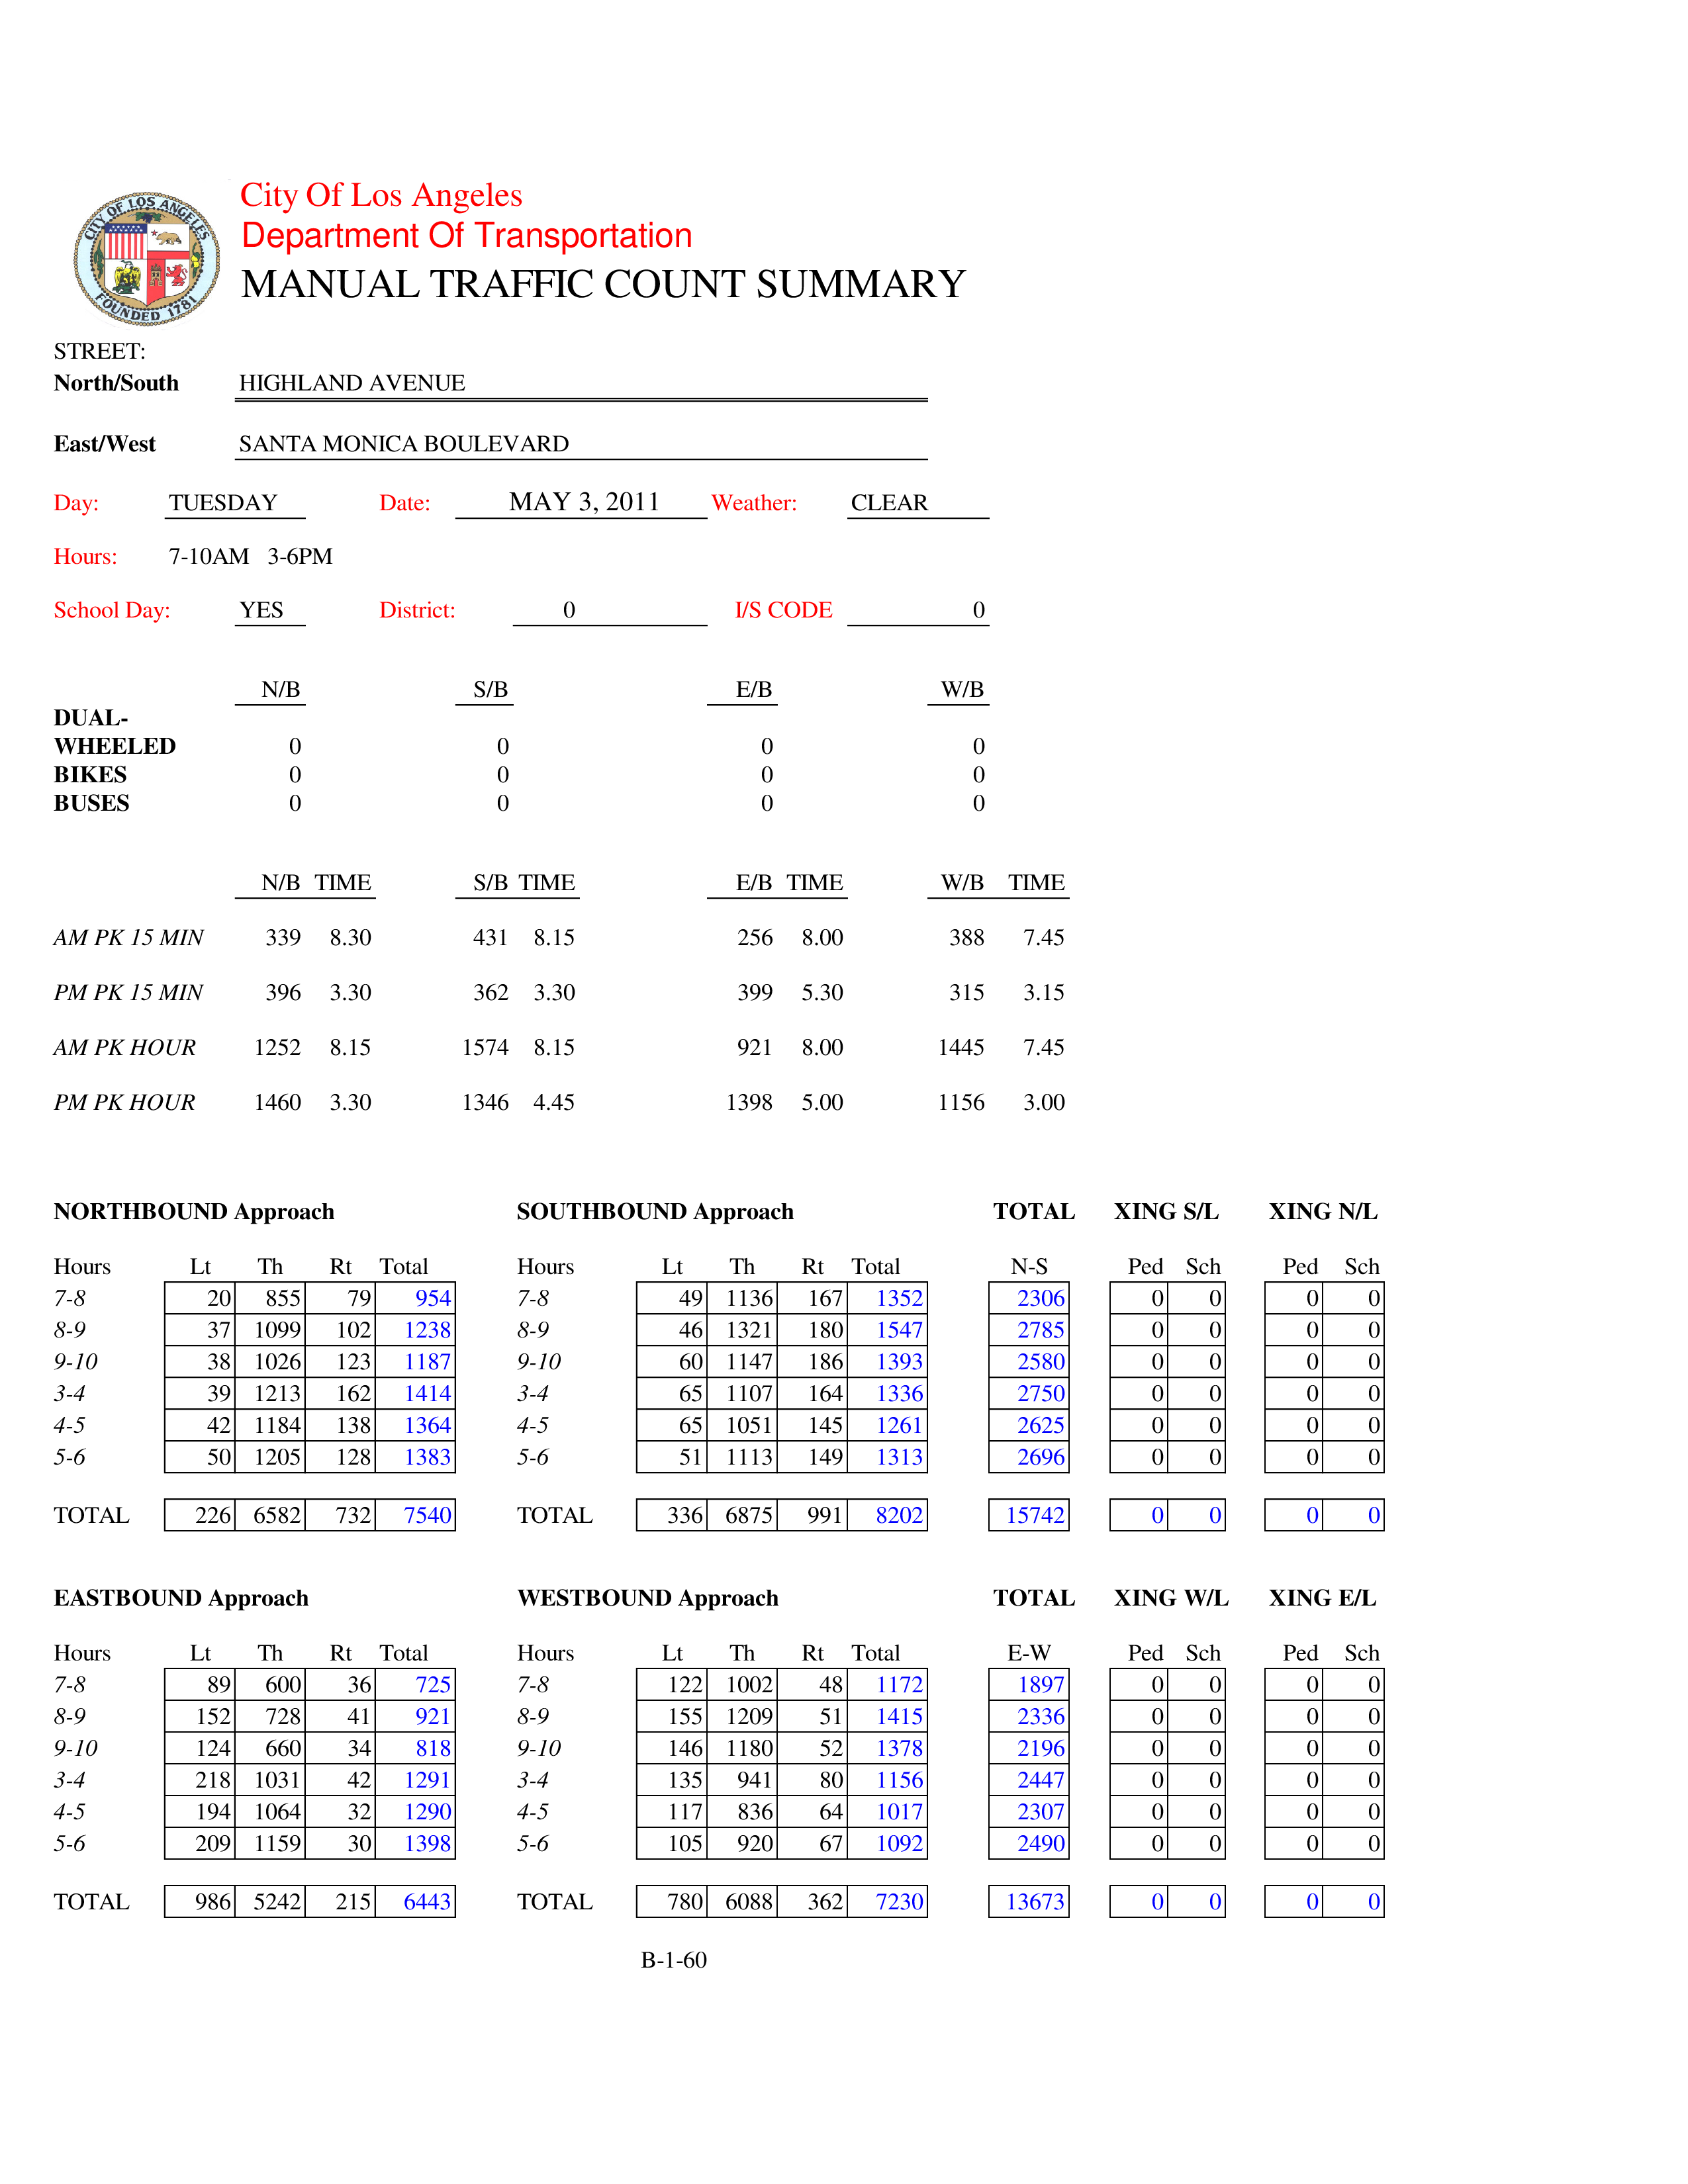 CITY OF LOS ANGELES
FOUNDED 1781
City Of Los Angeles
Department Of Transportation
MANUAL TRAFFIC COUNT SUMMARY
STREET:
North/South HIGHLAND AVENUE
East/West SANTA MONICA BOULEVARD
Day: TUESDAY Date: MAY 3, 2011 Weather: CLEAR
Hours: 7-10AM 3-6PM
School Day: YES District: 0 I/S CODE 0
N/B S/B E/B W/B
DUAL-
WHEELED 0 0 0 0
BIKES 0 0 0 0
BUSES 0 0 0 0
N/B TIME S/B TIME E/B TIME W/B TIME
AM PK 15 MIN 339 8.30 431 8.15 256 8.00 388 7.45
PM PK 15 MIN 396 3.30 362 3.30 399 5.30 315 3.15
AM PK HOUR 1252 8.15 1574 8.15 921 8.00 1445 7.45
PM PK HOUR 1460 3.30 1346 4.45 1398 5.00 1156 3.00
NORTHBOUND Approach SOUTHBOUND Approach TOTAL XING S/L XING N/L
Hours Lt Th Rt Total Hours Lt Th Rt Total N-S Ped Sch Ped Sch
7-8 20 855 79 954 7-8 49 1136 167 1352 2306 0 0 0 0
8-9 37 1099 102 1238 8-9 46 1321 180 1547 2785 0 0 0 0
9-10 38 1026 123 1187 9-10 60 1147 186 1393 2580 0 0 0 0
3-4 39 1213 162 1414 3-4 65 1107 164 1336 2750 0 0 0 0
4-5 42 1184 138 1364 4-5 65 1051 145 1261 2625 0 0 0 0
5-6 50 1205 128 1383 5-6 51 1113 149 1313 2696 0 0 0 0
TOTAL 226 6582 732 7540 TOTAL 336 6875 991 8202 15742 0 0 0 0
EASTBOUND Approach WESTBOUND Approach TOTAL XING W/L XING E/L
Hours Lt Th Rt Total Hours Lt Th Rt Total E-W Ped Sch Ped Sch
7-8 89 600 36 725 7-8 122 1002 48 1172 1897 0 0 0 0
8-9 152 728 41 921 8-9 155 1209 51 1415 2336 0 0 0 0
9-10 124 660 34 818 9-10 146 1180 52 1378 2196 0 0 0 0
3-4 218 1031 42 1291 3-4 135 941 80 1156 2447 0 0 0 0
4-5 194 1064 32 1290 4-5 117 836 64 1017 2307 0 0 0 0
5-6 209 1159 30 1398 5-6 105 920 67 1092 2490 0 0 0 0
TOTAL 986 5242 215 6443 TOTAL 780 6088 362 7230 13673 0 0 0 0
B-1-60